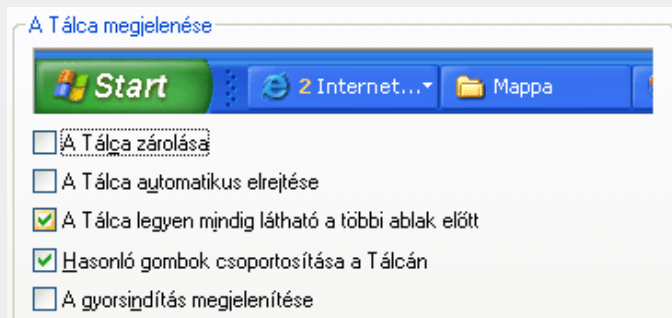 A Tálca megjelenése
Start 2 Internet... Mappa
A Tálca zárolása
A Tálca automatikus elrejtése
A Tálca legyen mindig látható a többi ablak előtt
Hasonló gombok csoportosítása a Tálcán
A gyorsindítás megjelenítése